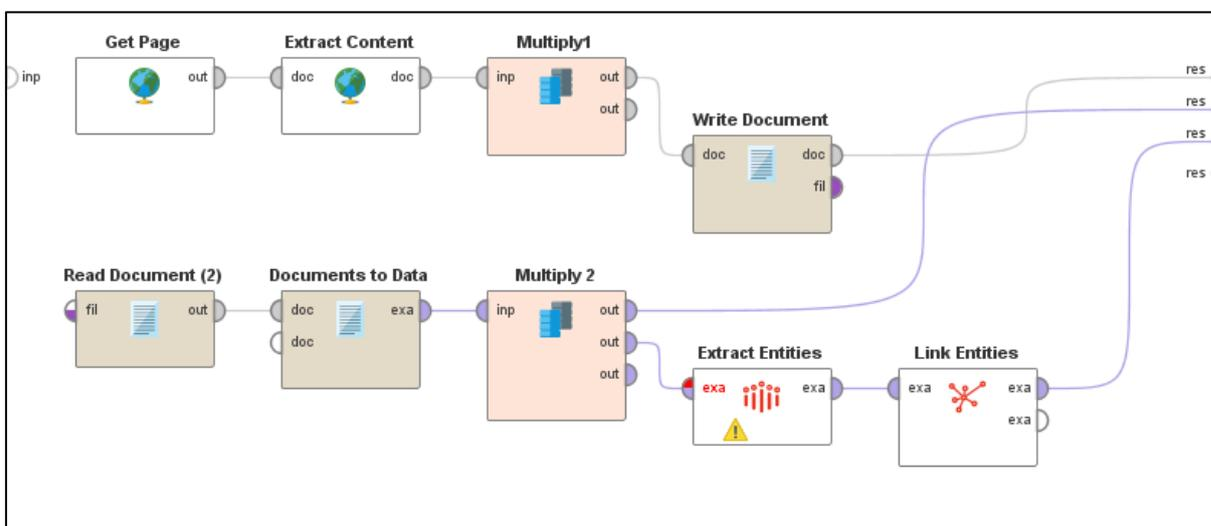 Get Page
Extract Content
Multiply1
inp
out
doc
doc
inp
out
out
res
res
res
res
Write Document
doc
doc
fil
Read Document (2)
Documents to Data
Multiply 2
fil
out
doc
exa
doc
inp
out
out
out
Extract Entities
Link Entities
exa
exa
exa
exa
exa